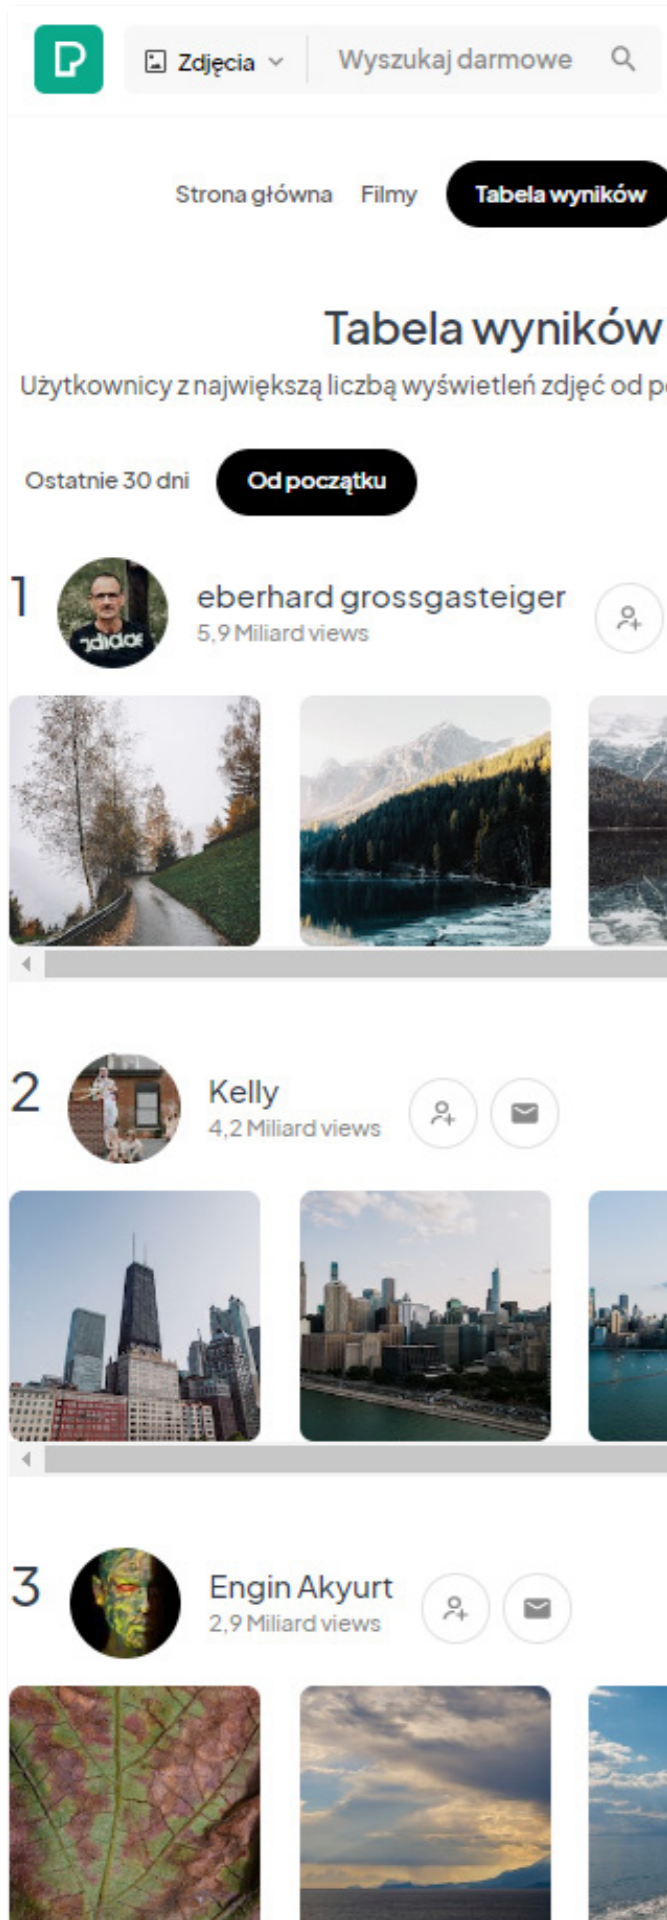 Zdjęcia
Wyszukaj darmowe
Strona główna Filmy Tabela wyników
Tabela wyników
Użytkownicy z największą liczbą wyświetleń zdjęć od
Ostatnie 30 dni Od początku
1
eberhard grossgasteiger
5,9 Miliard views
adidas
2
Kelly
4,2 Miliard views
3
Engin Akyurt
2,9 Miliard views